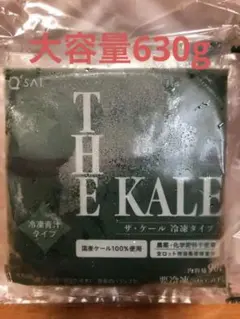 大容量630g
Q'SAI
THE
KALE
ザ・ケール 冷凍タイプ
冷凍青汁
タイプ
国産ケール100%使用
農薬・化学肥料不使用